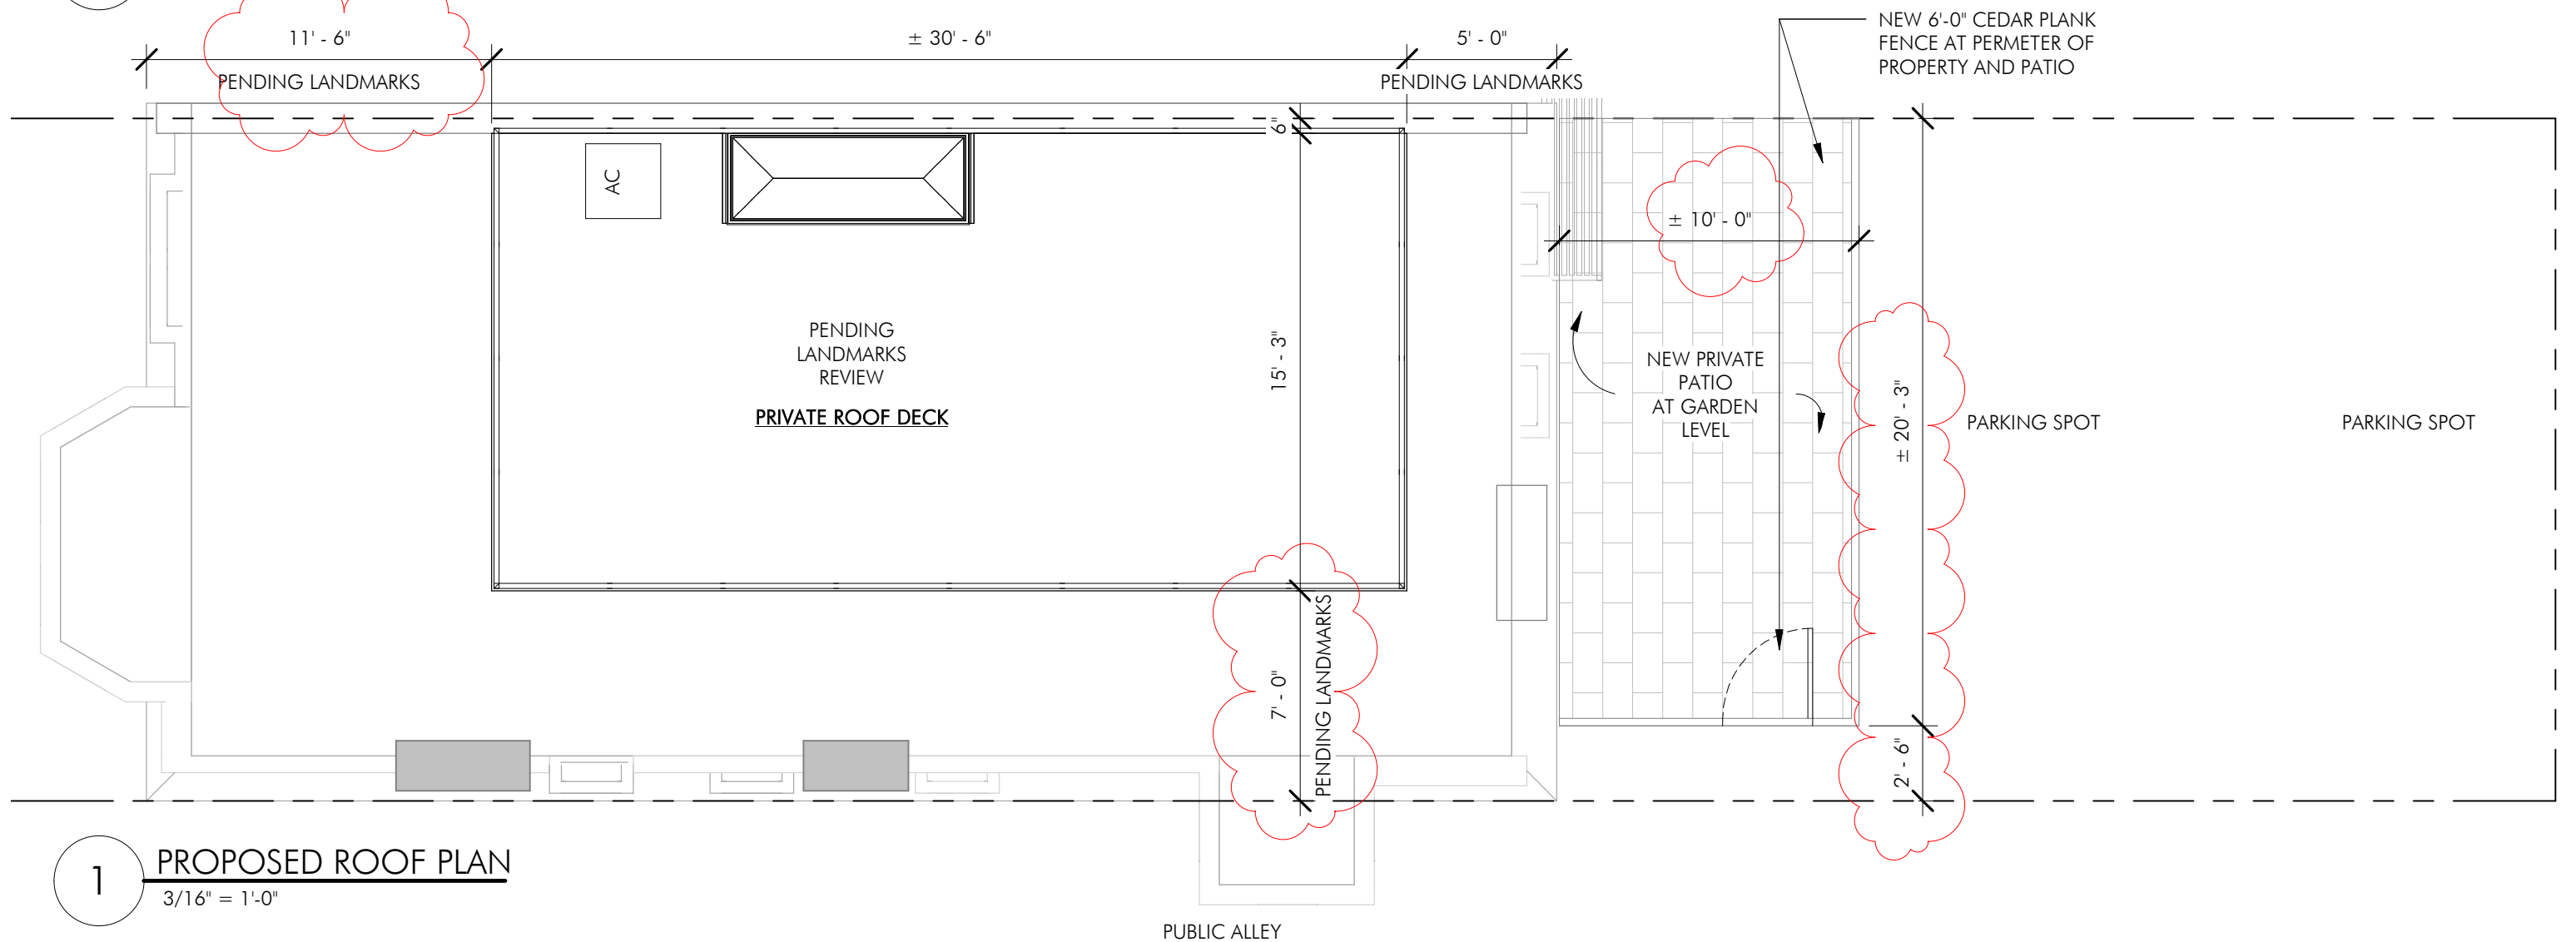 11' - 6"
± 30' - 6"
5' - 0"
PENDING LANDMARKS
PENDING LANDMARKS
NEW 6'-0" CEDAR PLANK
FENCE AT PERMETER OF
PROPERTY AND PATIO
6"
AC
± 10' - 0"
PENDING
LANDMARKS
REVIEW
PRIVATE ROOF DECK
15' - 3"
NEW PRIVATE
PATIO
AT GARDEN
LEVEL
± 20' - 3"
PARKING SPOT
PARKING SPOT
7' - 0"
PENDING LANDMARKS
2' - 6"
1
PROPOSED ROOF PLAN
3/16" = 1'-0"
PUBLIC ALLEY